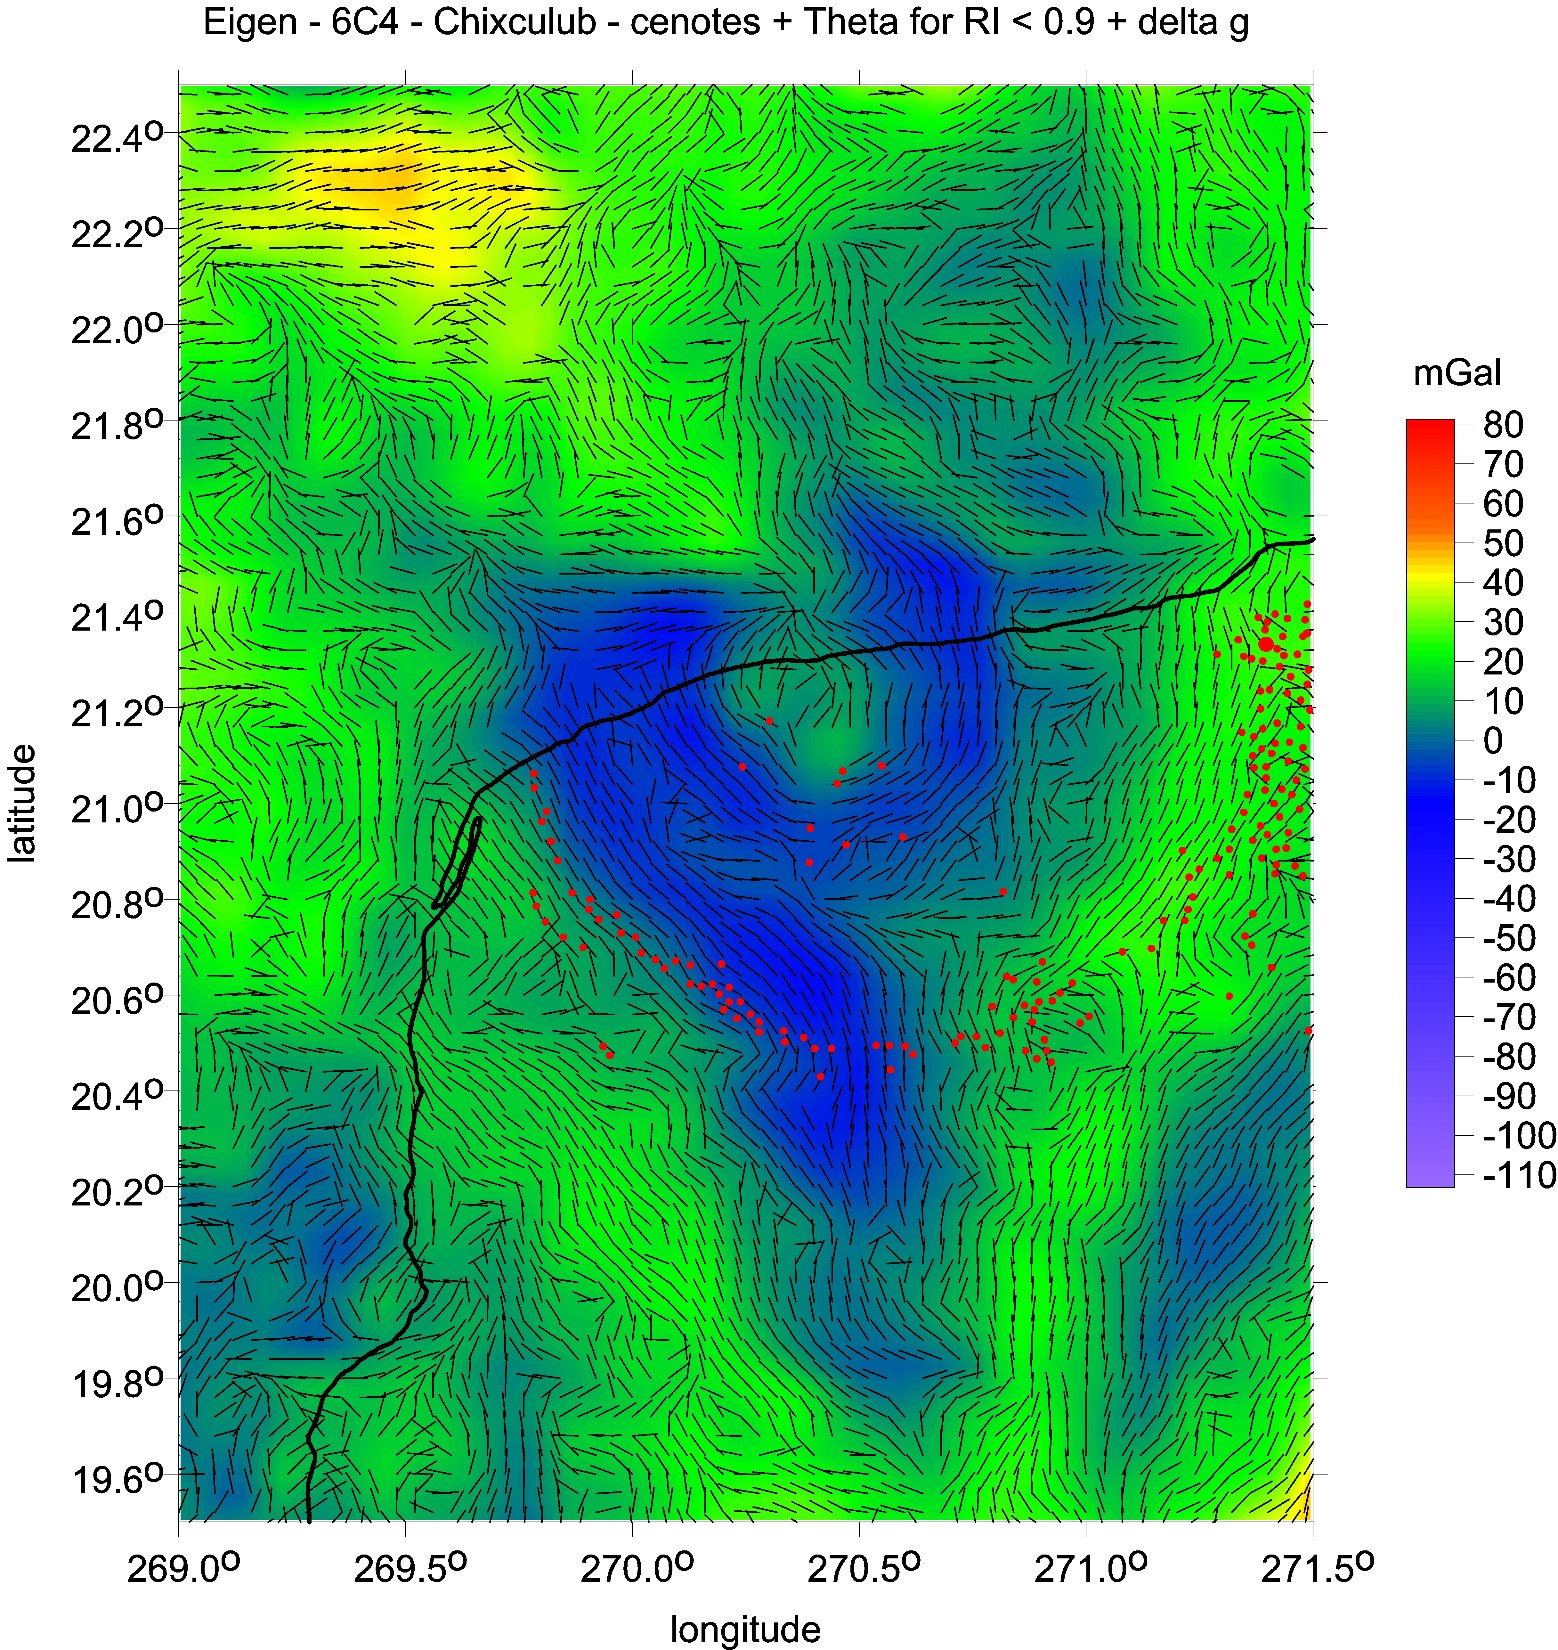 Eigen - 6C4 - Chixculub - cenotes + Theta for RI < 0.9 + delta g
22.4o
22.2o
22.0o
21.8o
21.6o
21.4o
21.2o
21.0o
20.8o
20.6o
20.4o
20.2o
20.0o
19.8o
19.6o
latitude
269.0o 269.5o 270.0o 270.5o 271.0o 271.5o
longitude
mGal
80
70
60
50
40
30
20
10
0
-10
-20
-30
-40
-50
-60
-70
-80
-90
-100
-110